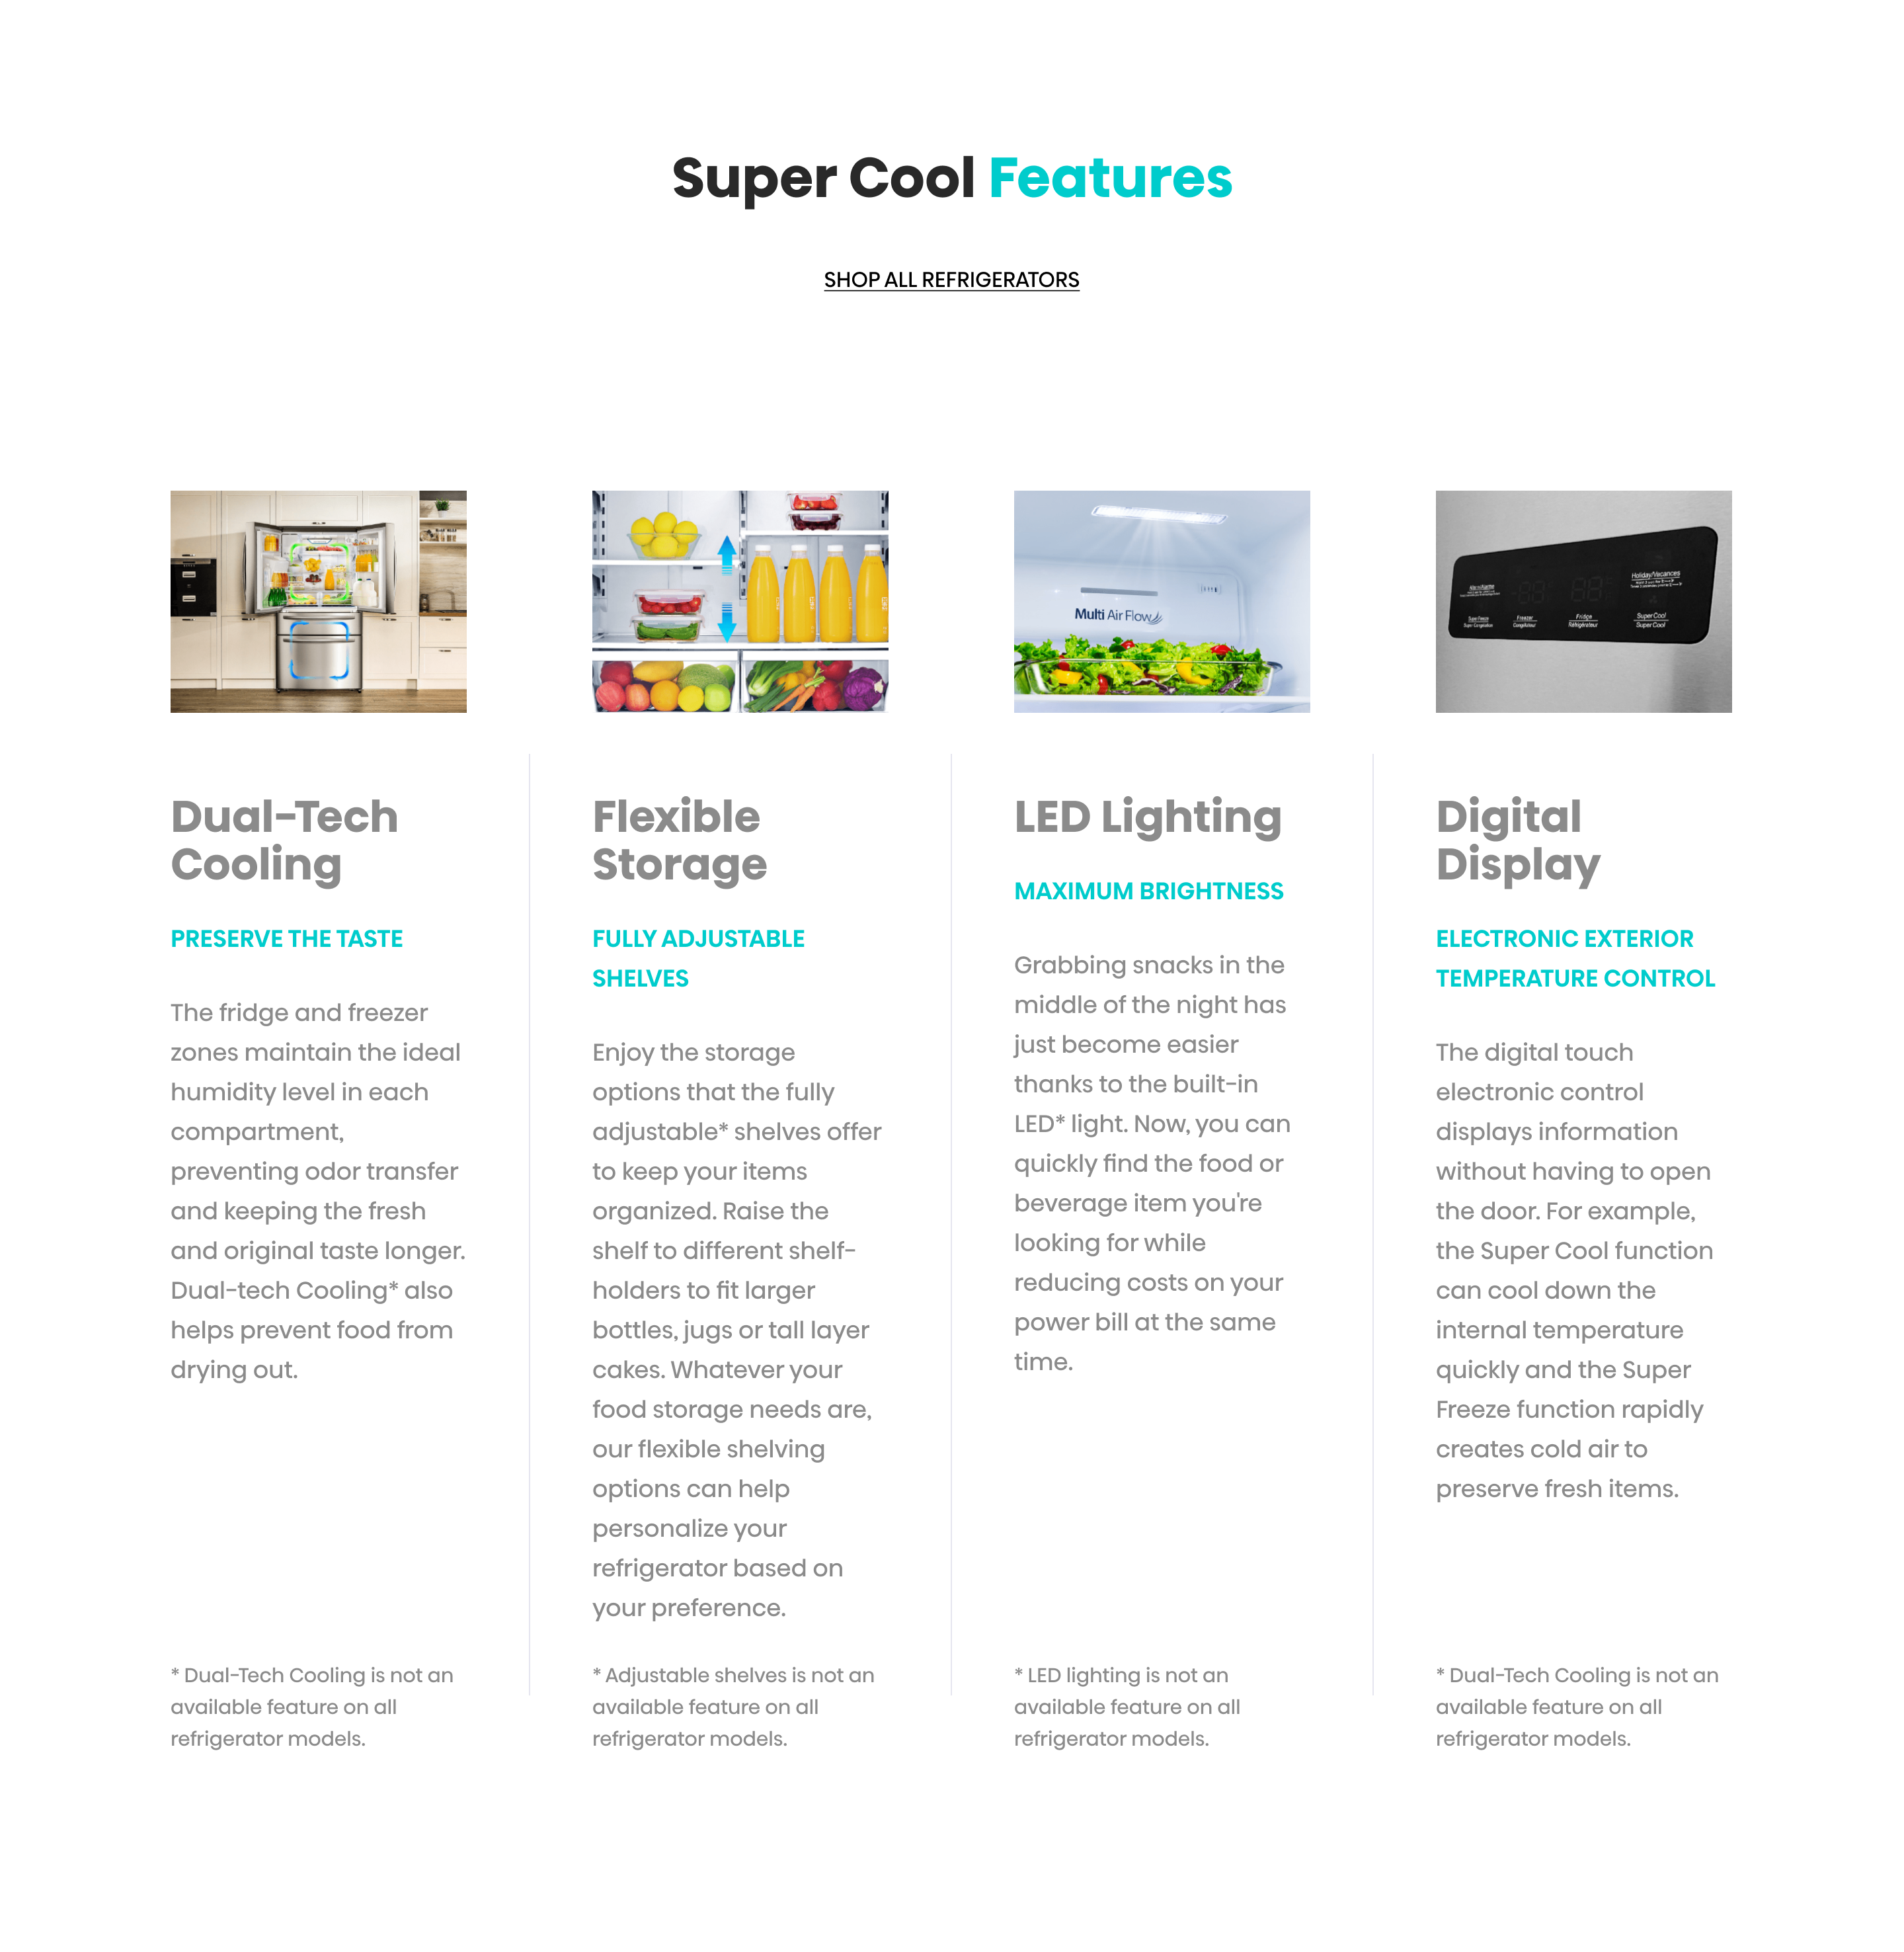 Super Cool Features
SHOP ALL REFRIGERATORS
Multi Air Flow
Holiday/Vacances
Freezer
Congélateur
Fridge
Réfrigérateur
Super Cool
Super Cool
Dual-Tech
Cooling
PRESERVE THE TASTE
The fridge and freezer
zones maintain the ideal
humidity level in each
compartment,
preventing odor transfer
and keeping the fresh
and original taste longer.
Dual-tech Cooling* also
helps prevent food from
drying out.
* Dual-Tech Cooling is not an
available feature on all
refrigerator models.
Flexible
Storage
FULLY ADJUSTABLE
SHELVES
Enjoy the storage
options that the fully
adjustable* shelves offer
to keep your items
organized. Raise the
shelf to different shelf-
holders to fit larger
bottles, jugs or tall layer
cakes. Whatever your
food storage needs are,
our flexible shelving
options can help
personalize your
refrigerator based on
your preference.
* Adjustable shelves is not an
available feature on all
refrigerator models.
LED Lighting
MAXIMUM BRIGHTNESS
Grabbing snacks in the
middle of the night has
just become easier
thanks to the built-in
LED* light. Now, you can
quickly find the food or
beverage item you're
looking for while
reducing costs on your
power bill at the same
time.
* LED lighting is not an
available feature on all
refrigerator models.
Digital
Display
ELECTRONIC EXTERIOR
TEMPERATURE CONTROL
The digital touch
electronic control
displays information
without having to open
the door. For example,
the Super Cool function
can cool down the
internal temperature
quickly and the Super
Freeze function rapidly
creates cold air to
preserve fresh items.
* Dual-Tech Cooling is not an
available feature on all
refrigerator models.